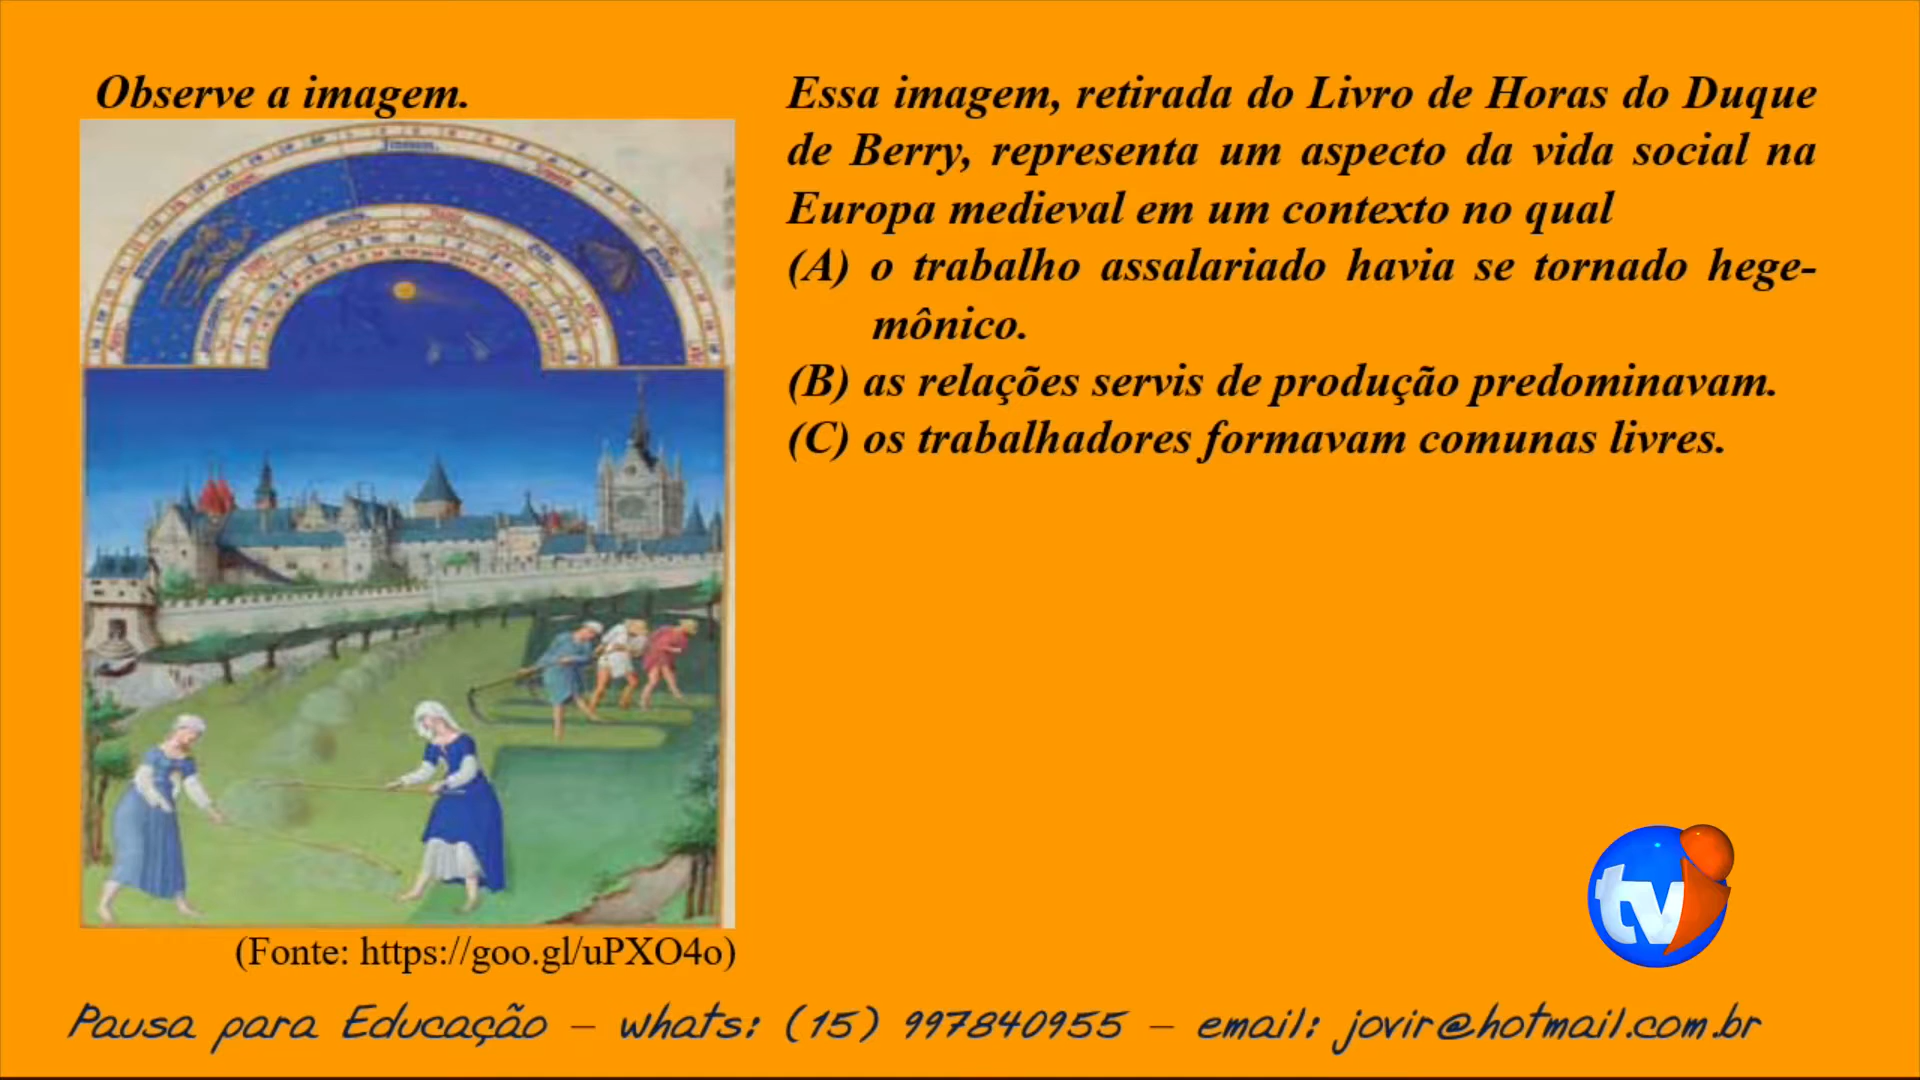 Observe a imagem.
Essa imagem, retirada do Livro de Horas do Duque
de Berry, representa um aspecto da vida social na
Europa medieval em um contexto no qual
(A) o trabalho assalariado havia se tornado hege-
mônico.
(B) as relações servis de produção predominavam.
(C) os trabalhadores formavam comunas livres.
(Fonte: https://goo.gl/uPXO4o)
tv
Pausa para Educação – whats: (15) 997840955 – email: jovir@hotmail.com.br